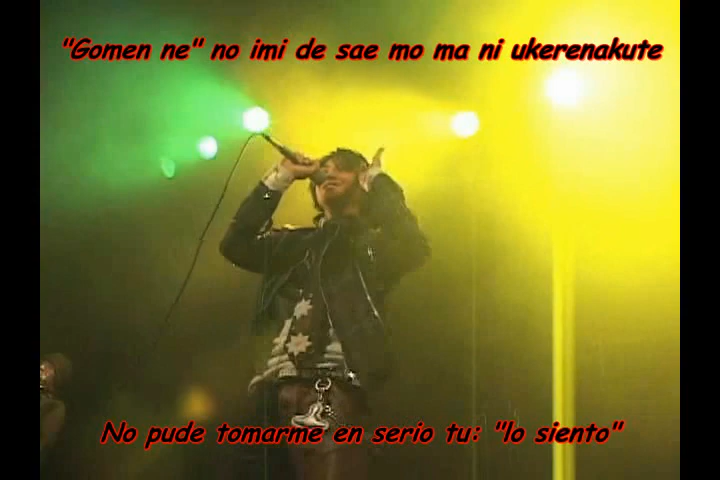 "Gomen ne" no imi de sae mo ma ni ukerenakute
No pude tomarme en serio tu: "lo siento"